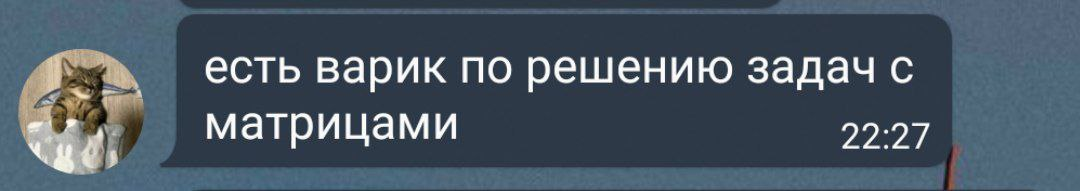 есть варик по решению задач с
матрицами
22:27